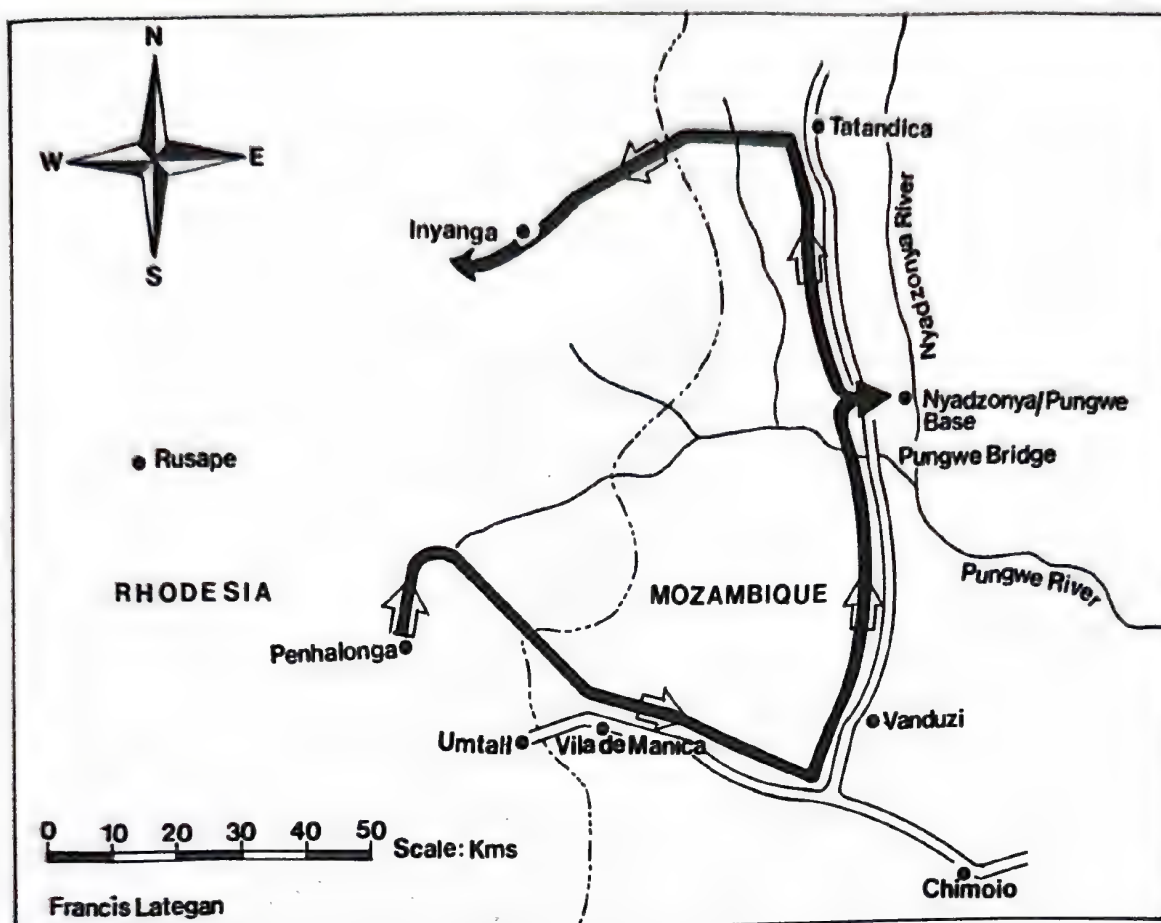 N
W
E
S
Tatandica
Inyanga
Nyadzonya River
Nyadzonya/Pungwe
Base
Rusape
Pungwe Bridge
RHODESIA
MOZAMBIQUE
Pungwe River
Penhalonga
Vanduzi
Umtali
Vila de Manica
0 10 20 30 40 50 Scale: Kms
Chimoio
Francis Lategan